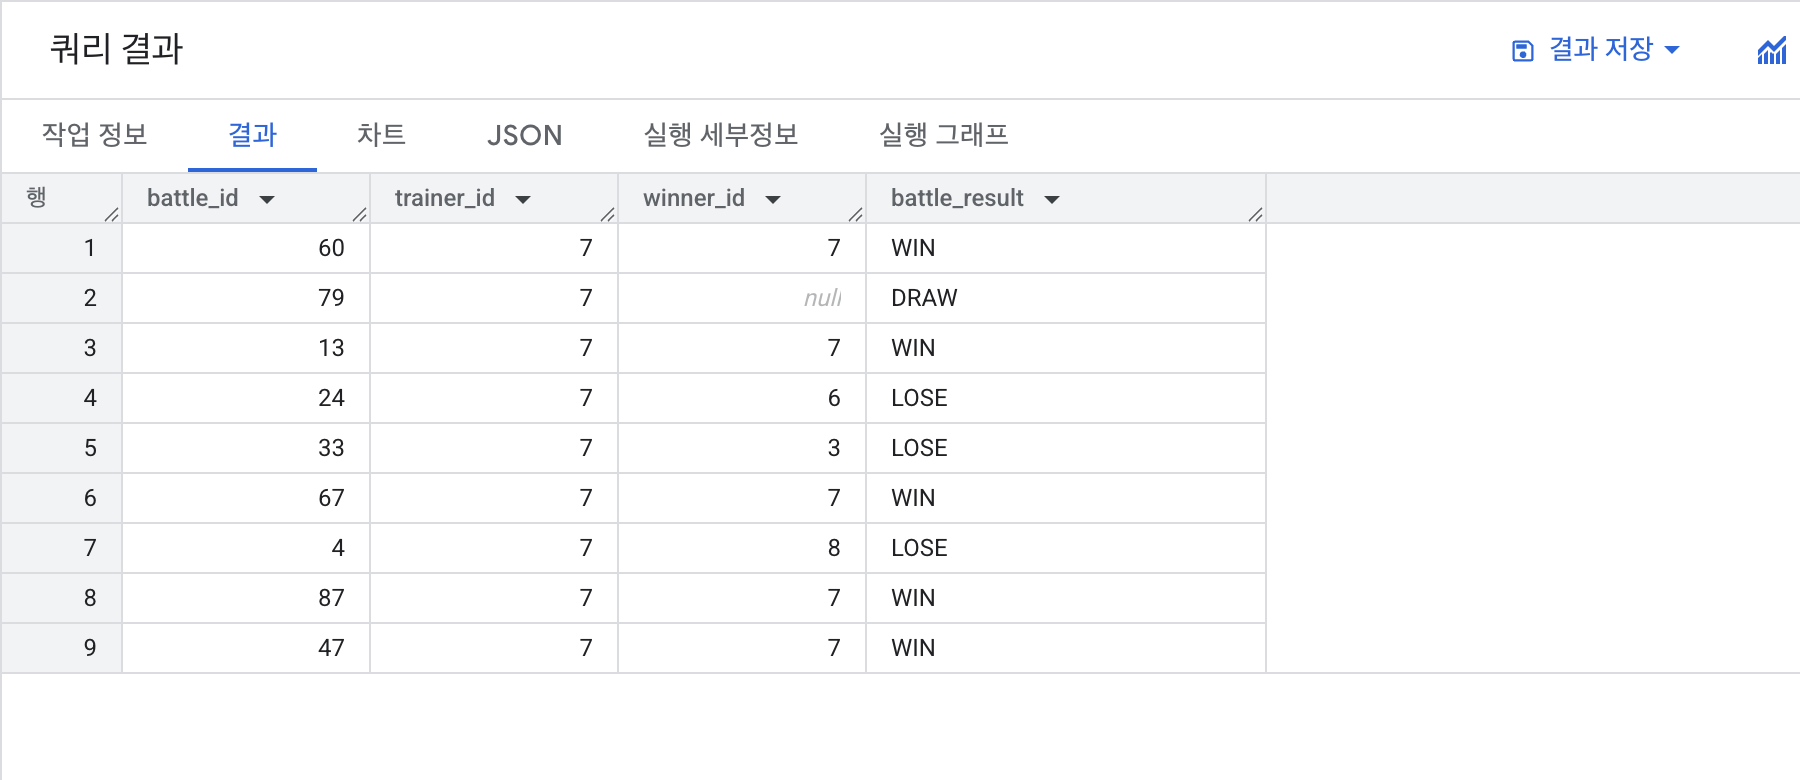 쿼리 결과 결과 저장
작업 정보 결과 차트 JSON 실행 세부정보 실행 그래프
행 battle_id trainer_id winner_id battle_result
1 60 7 7 WIN
2 79 7 null DRAW
3 13 7 7 WIN
4 24 7 6 LOSE
5 33 7 3 LOSE
6 67 7 7 WIN
7 4 7 8 LOSE
8 87 7 7 WIN
9 47 7 7 WIN